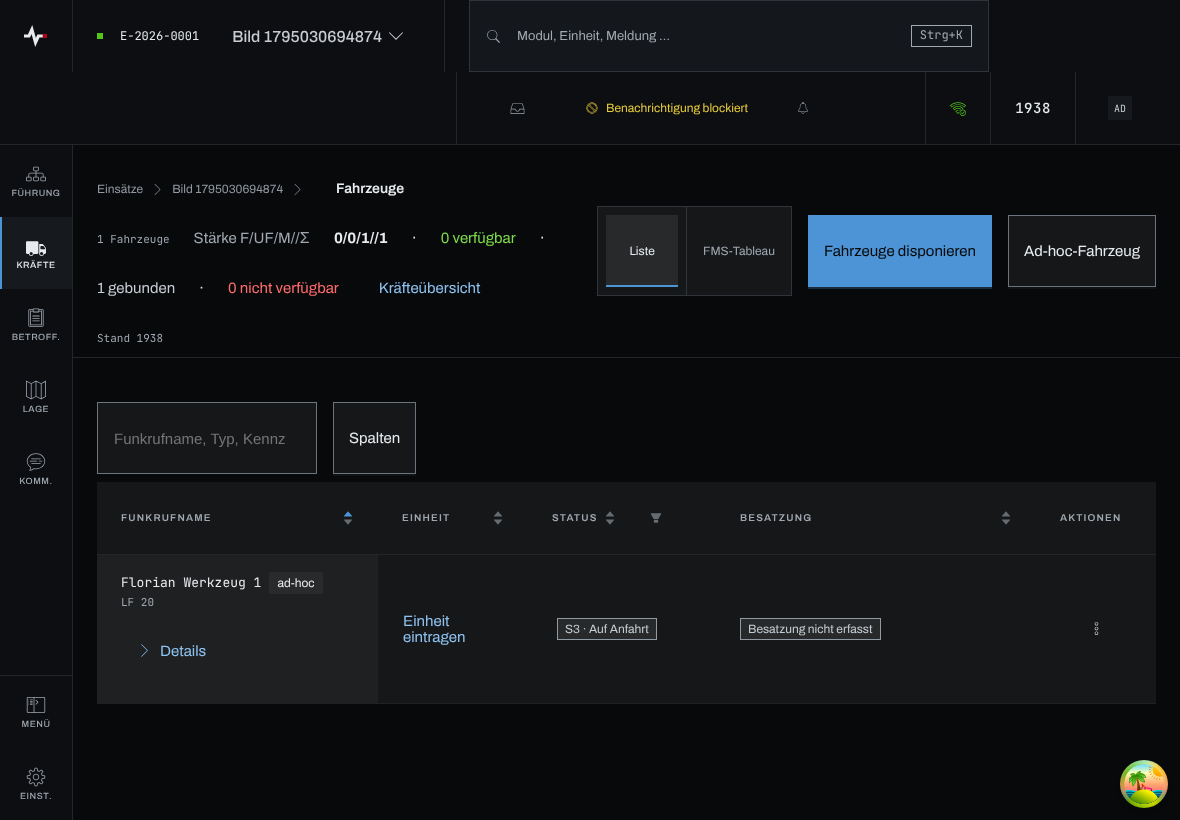 E-2026-0001
Bild 1795030694874
Modul, Einheit, Meldung ...
Strg+K
Benachrichtigung blockiert
1938
AD
FÜHRUNG
KRÄFTE
BETROFF.
LAGE
KOMM.
MENÜ
EINST.
Einsätze
Bild 1795030694874
Fahrzeuge
1 Fahrzeuge
Stärke F/UF/M//Σ
0/0/1//1
·
0 verfügbar
·
1 gebunden
·
0 nicht verfügbar
Kräfteübersicht
Stand 1938
Liste
FMS-Tableau
Fahrzeuge disponieren
Ad-hoc-Fahrzeug
Funkrufname, Typ, Kennz
Spalten
FUNKRUFNAME
EINHEIT
STATUS
BESATZUNG
AKTIONEN
Florian Werkzeug 1
ad-hoc
LF 20
Details
Einheit
eintragen
S3 · Auf Anfahrt
Besatzung nicht erfasst